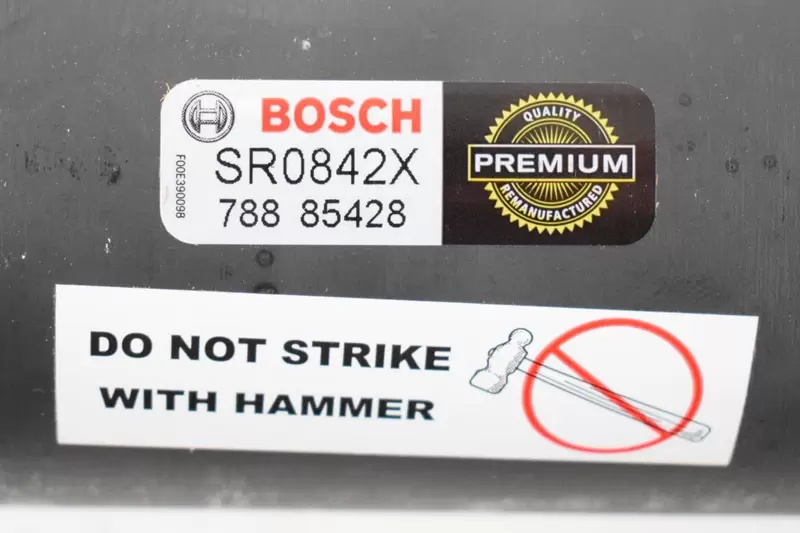 BOSCH
SR0842X
788 85428
F00E390098
QUALITY
PREMIUM
REMANUFACTURED
DO NOT STRIKE
WITH HAMMER